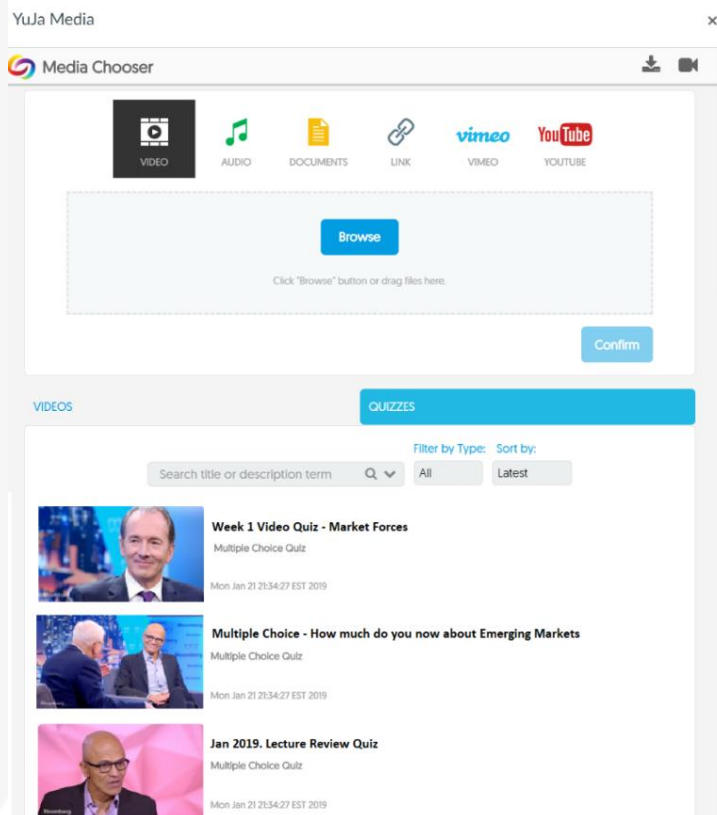 YuJa Media
×
Media Chooser
VIDEO
AUDIO
DOCUMENTS
LINK
vimeo
VIMEO
YouTube
YOUTUBE
Browse
Click "Browse" button or drag files here.
Confirm
VIDEOS
QUIZZES
Filter by Type: Sort by:
Search title or description term
All
Latest
Week 1 Video Quiz - Market Forces
Multiple Choice Quiz
Mon Jan 21 21:34:27 EST 2019
Multiple Choice - How much do you now about Emerging Markets
Multiple Choice Quiz
Mon Jan 21 21:34:27 EST 2019
Jan 2019. Lecture Review Quiz
Multiple Choice Quiz
Mon Jan 21 21:34:27 EST 2019